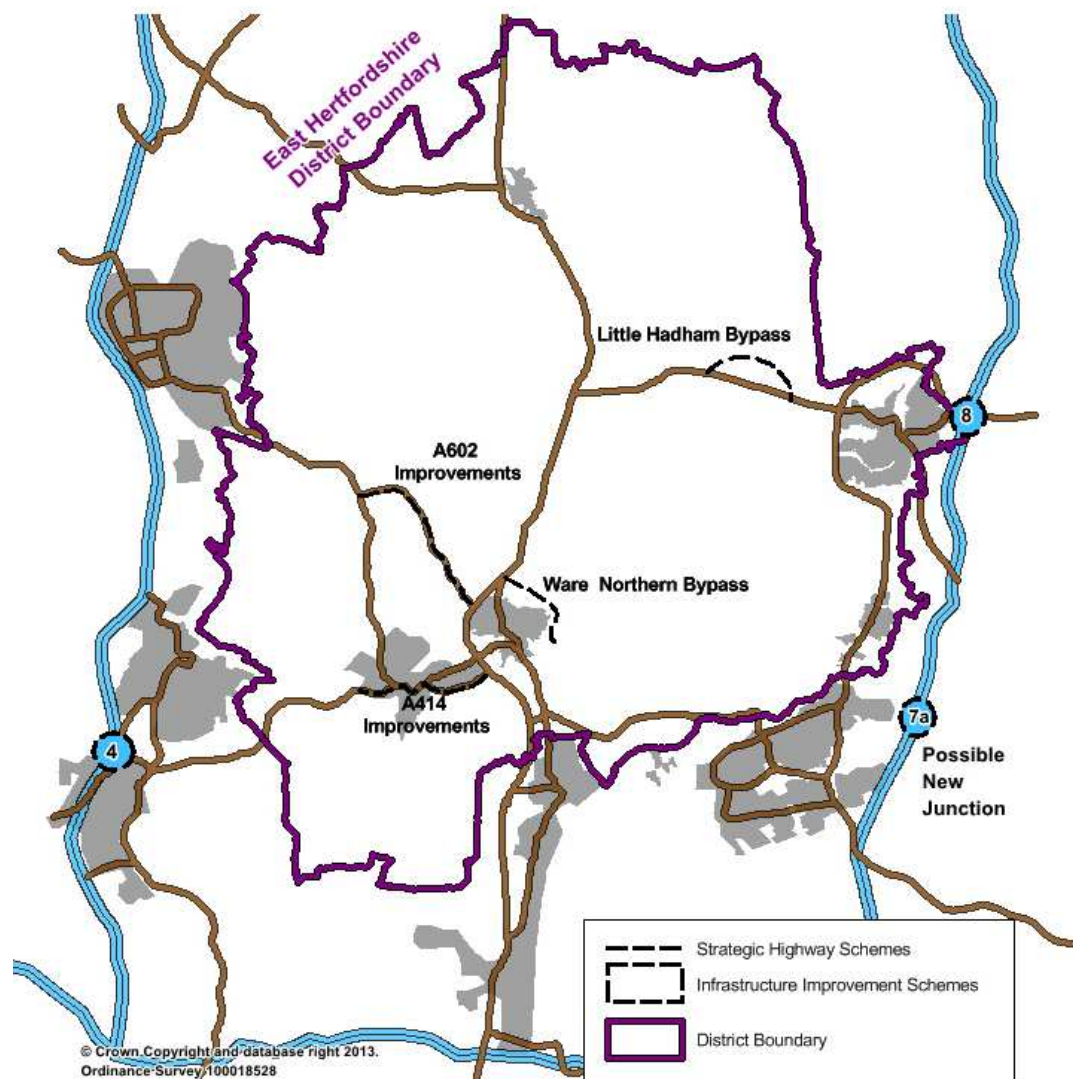 East Hertfordshire
District Boundary
Little Hadham Bypass
8
A602
Improvements
Ware Northern Bypass
A414
Improvements
4
7a
Possible
New
Junction
Strategic Highway Schemes
Infrastructure Improvement Schemes
District Boundary
© Crown Copyright and database right 2013.
Ordinance Survey 100018528